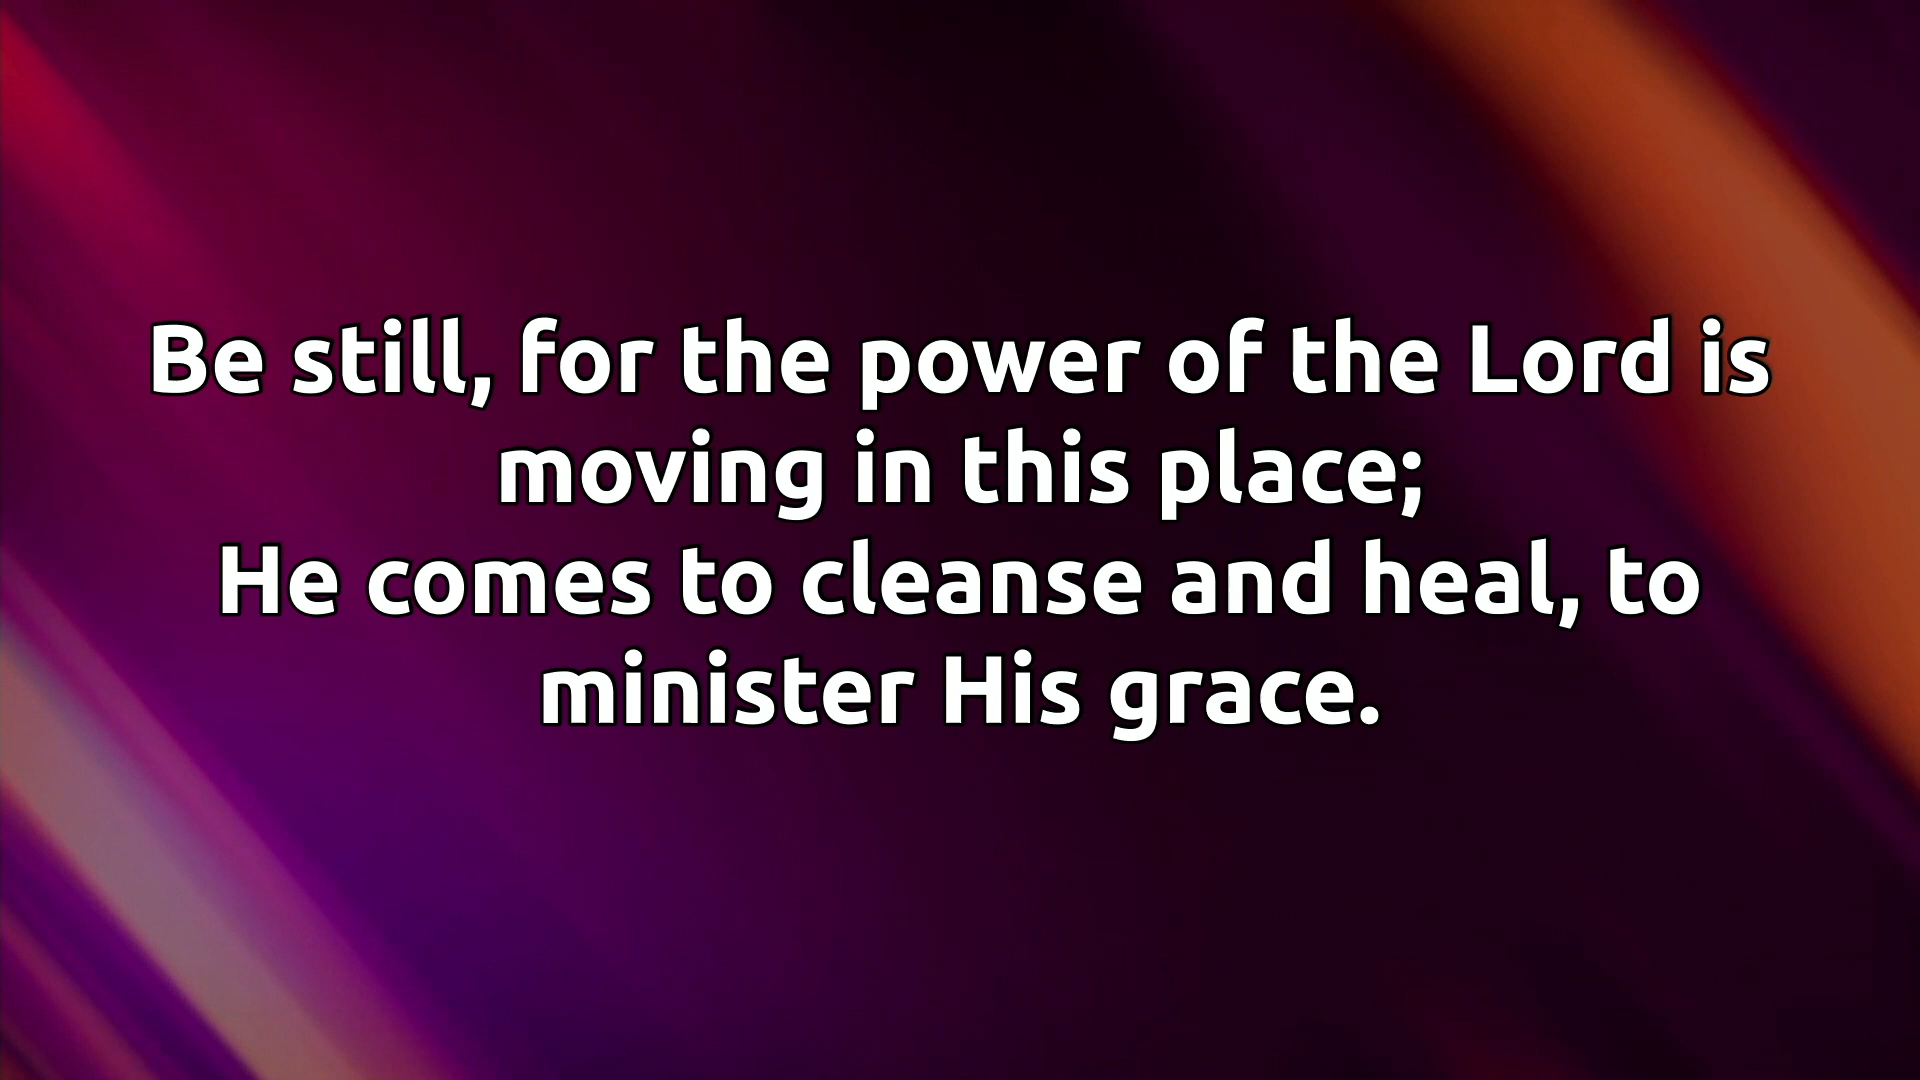 Be still, for the power of the Lord is
moving in this place;
He comes to cleanse and heal, to
minister His grace.